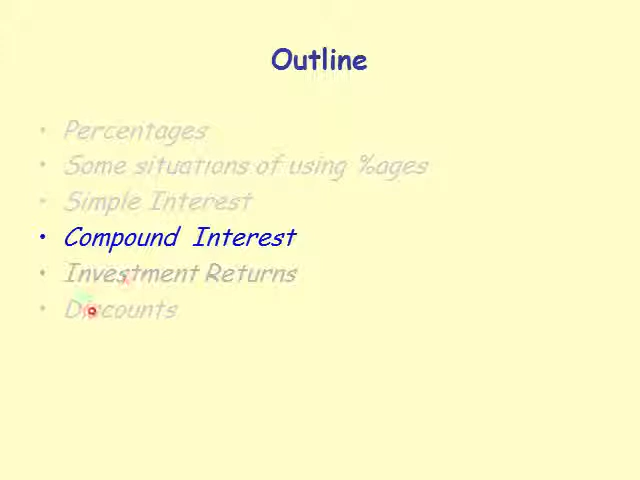 Outline
• Percentages
• Some situations of using %ages
• Simple Interest
• Compound Interest
• Investment Returns
• Discounts